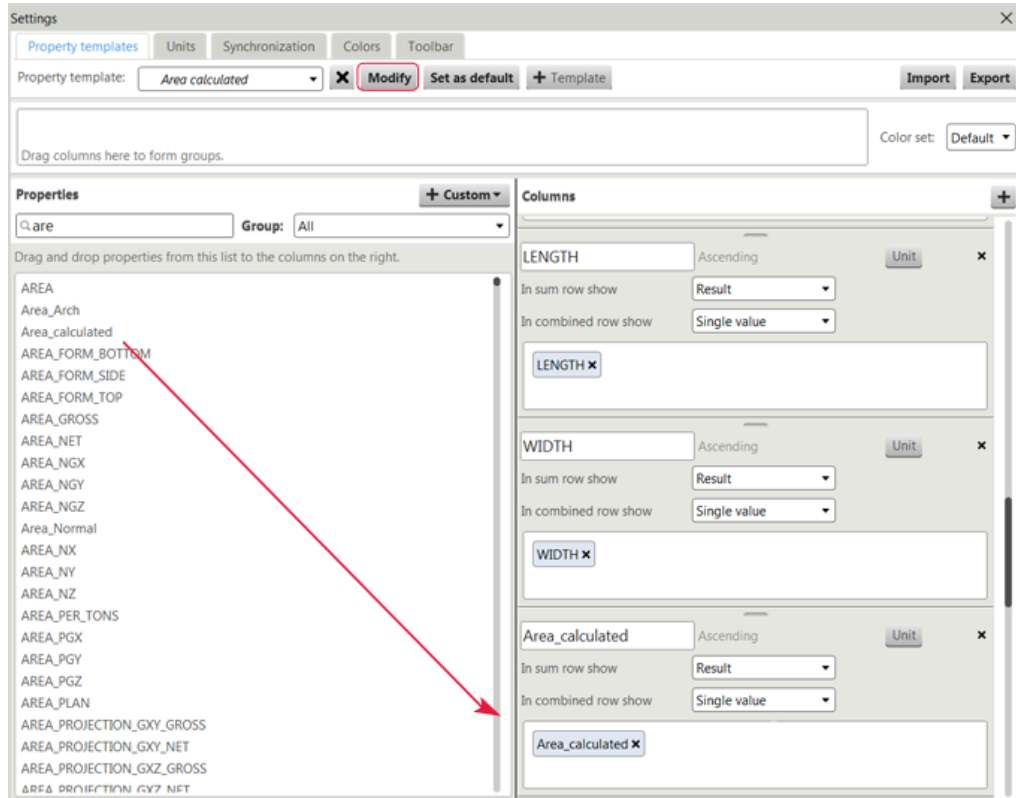 Settings
Property templates Units Synchronization Colors Toolbar
Property template: Area calculated Modify Set as default + Template Import Export
Drag columns here to form groups.
Color set: Default
Properties + Custom
are Group: All
Drag and drop properties from this list to the columns on the right.
AREA
Area_Arch
Area_calculated
AREA_FORM_BOTTOM
AREA_FORM_SIDE
AREA_FORM_TOP
AREA_GROSS
AREA_NET
AREA_NGX
AREA_NGY
AREA_NGZ
Area_Normal
AREA_NX
AREA_NY
AREA_NZ
AREA_PER_TONS
AREA_PGX
AREA_PGY
AREA_PGZ
AREA_PLAN
AREA_PROJECTION_GXY_GROSS
AREA_PROJECTION_GXY_NET
AREA_PROJECTION_GXZ_GROSS
AREA_PROJECTION_GXZ_NET
Columns +
LENGTH Ascending Unit
In sum row show Result
In combined row show Single value
LENGTH
WIDTH Ascending Unit
In sum row show Result
In combined row show Single value
WIDTH
Area_calculated Ascending Unit
In sum row show Result
In combined row show Single value
Area_calculated